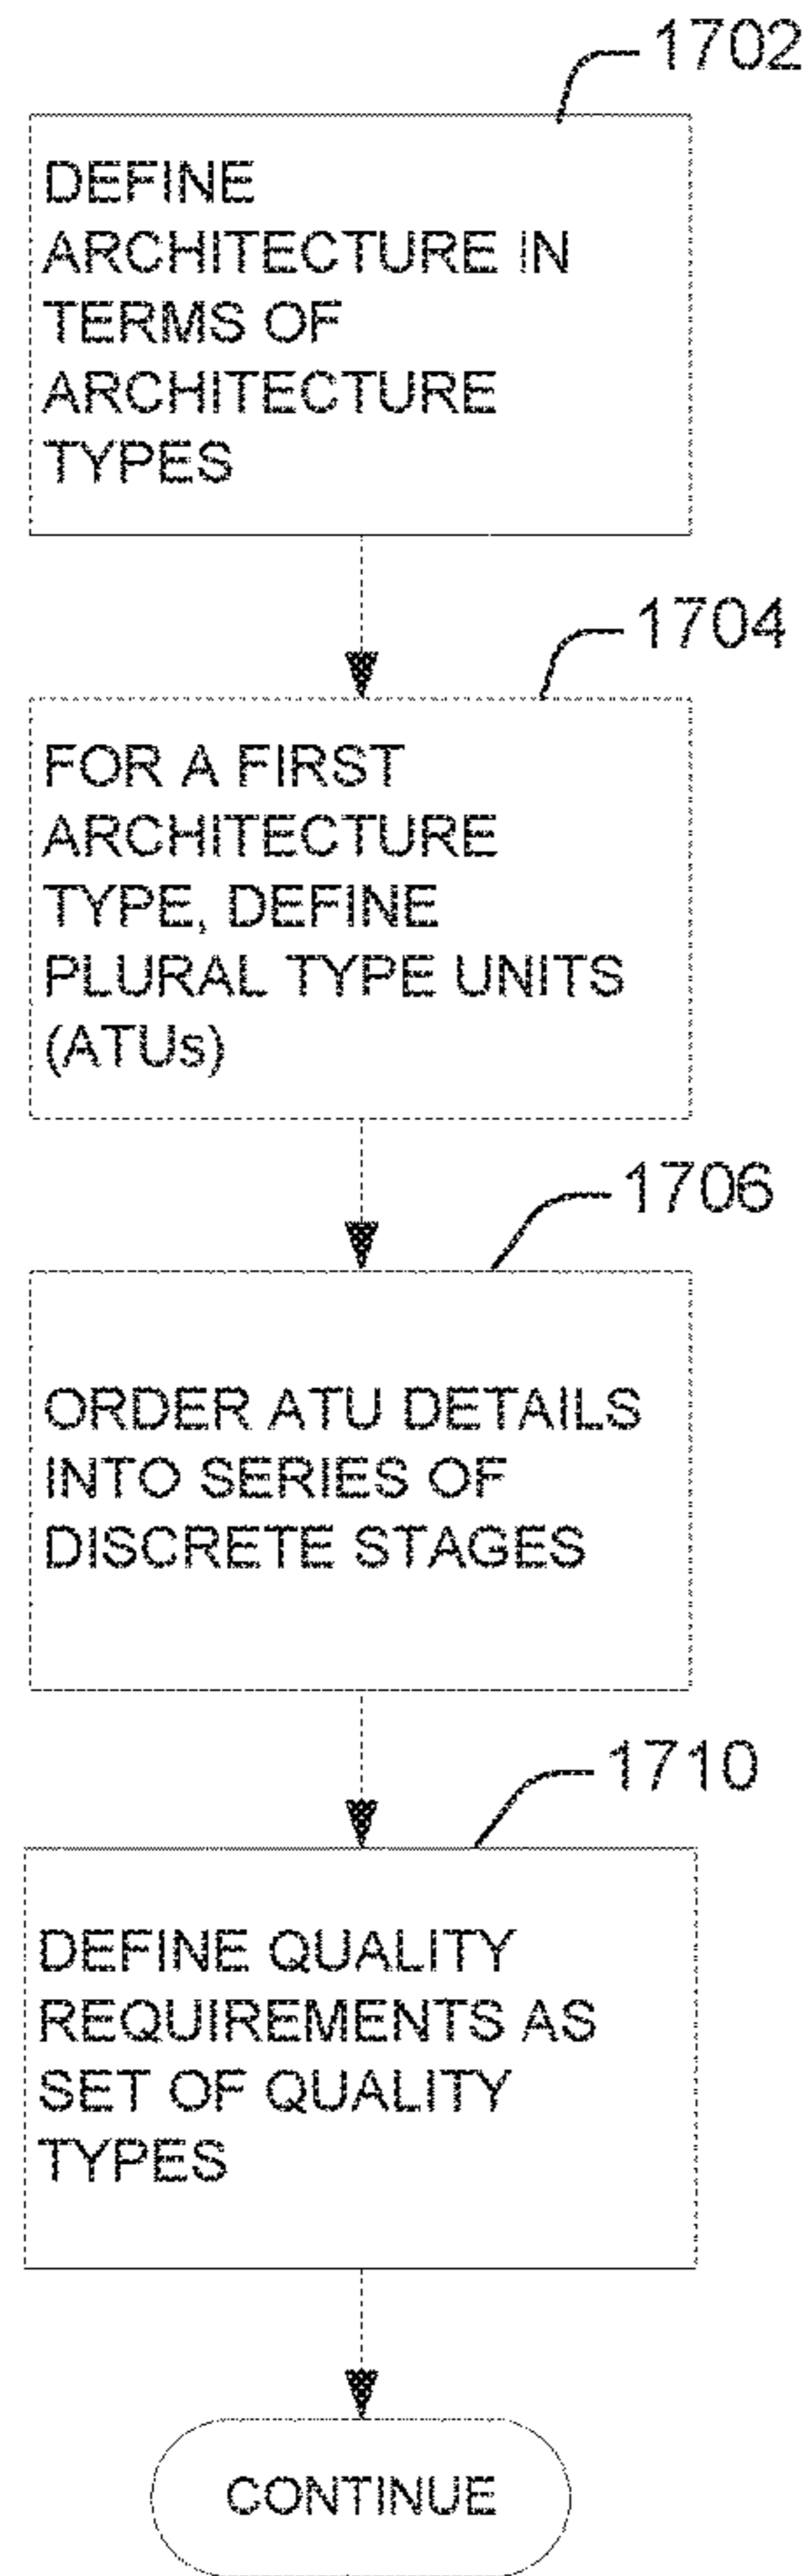 1702
DEFINE
ARCHITECTURE IN
TERMS OF
ARCHITECTURE
TYPES
1704
FOR A FIRST
ARCHITECTURE
TYPE, DEFINE
PLURAL TYPE UNITS
(ATUs)
1706
ORDER ATU DETAILS
INTO SERIES OF
DISCRETE STAGES
1710
DEFINE QUALITY
REQUIREMENTS AS
SET OF QUALITY
TYPES
CONTINUE